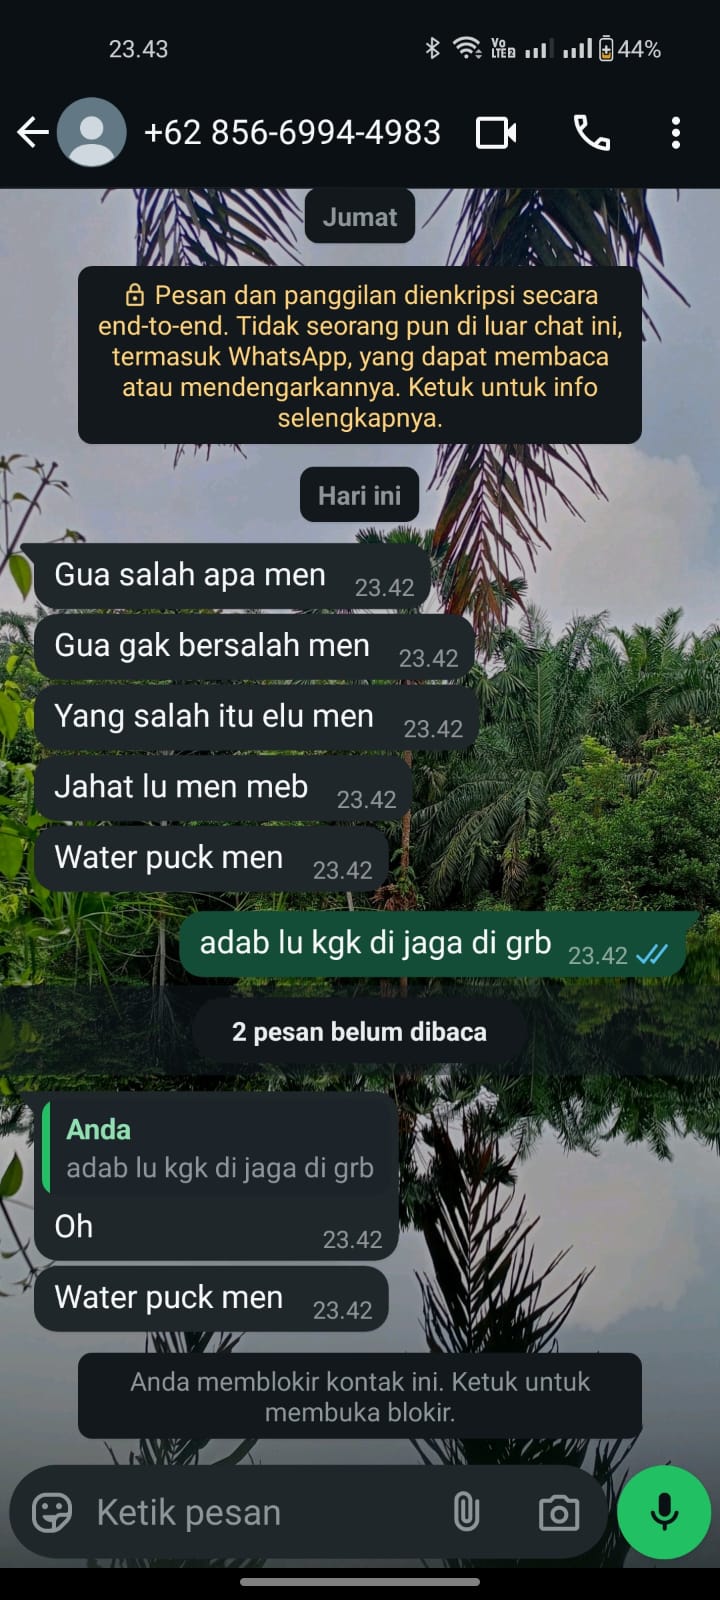 23.43
Vo
LTE2
44%
+62 856-6994-4983
Jumat
Pesan dan panggilan dienkripsi secara
end-to-end. Tidak seorang pun di luar chat ini,
termasuk WhatsApp, yang dapat membaca
atau mendengarkannya. Ketuk untuk info
selengkapnya.
Hari ini
Gua salah apa men 23.42
Gua gak bersalah men 23.42
Yang salah itu elu men 23.42
Jahat lu men meb 23.42
Water puck men 23.42
adab lu kgk di jaga di grb 23.42
2 pesan belum dibaca
Anda
adab lu kgk di jaga di grb
Oh 23.42
Water puck men 23.42
Anda memblokir kontak ini. Ketuk untuk
membuka blokir.
Ketik pesan